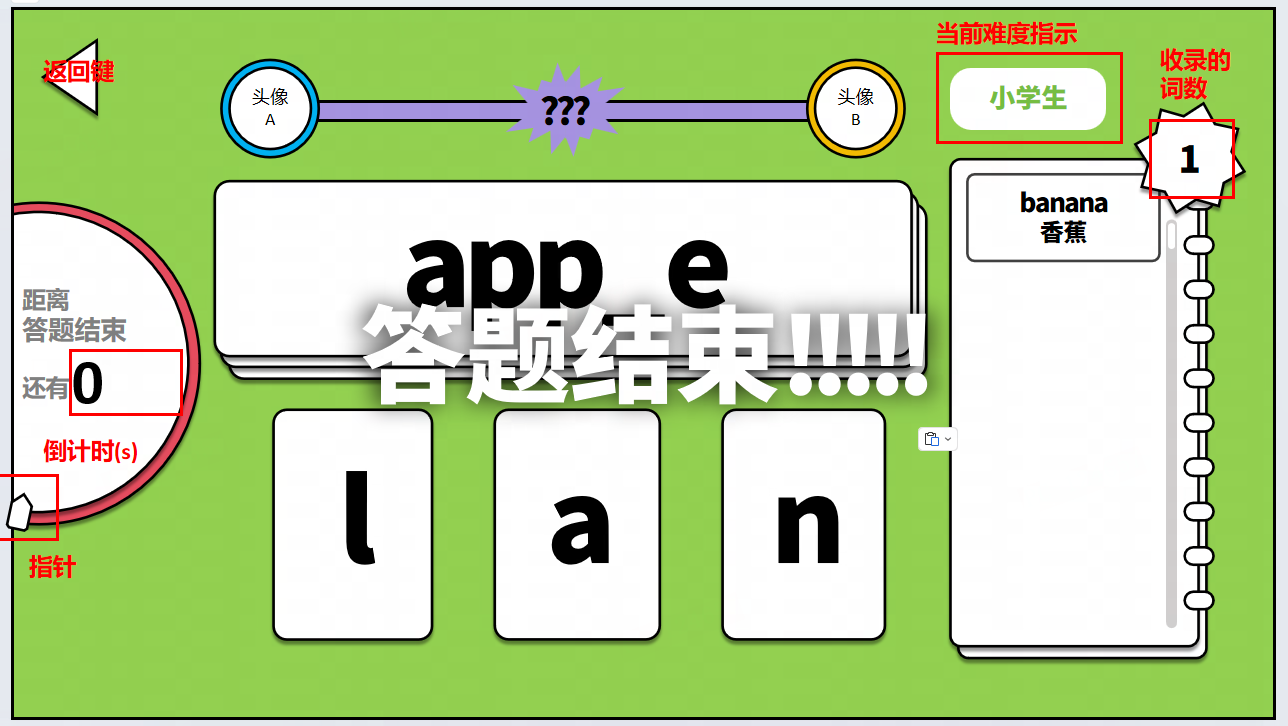 当前难度指示
返回键
收录的
词数
头像
A
???
头像
B
小学生
1
banana
香蕉
app_e
距离
答题结束
还有0
答题结束!!!!!
倒计时(s)
指针
l
a
n